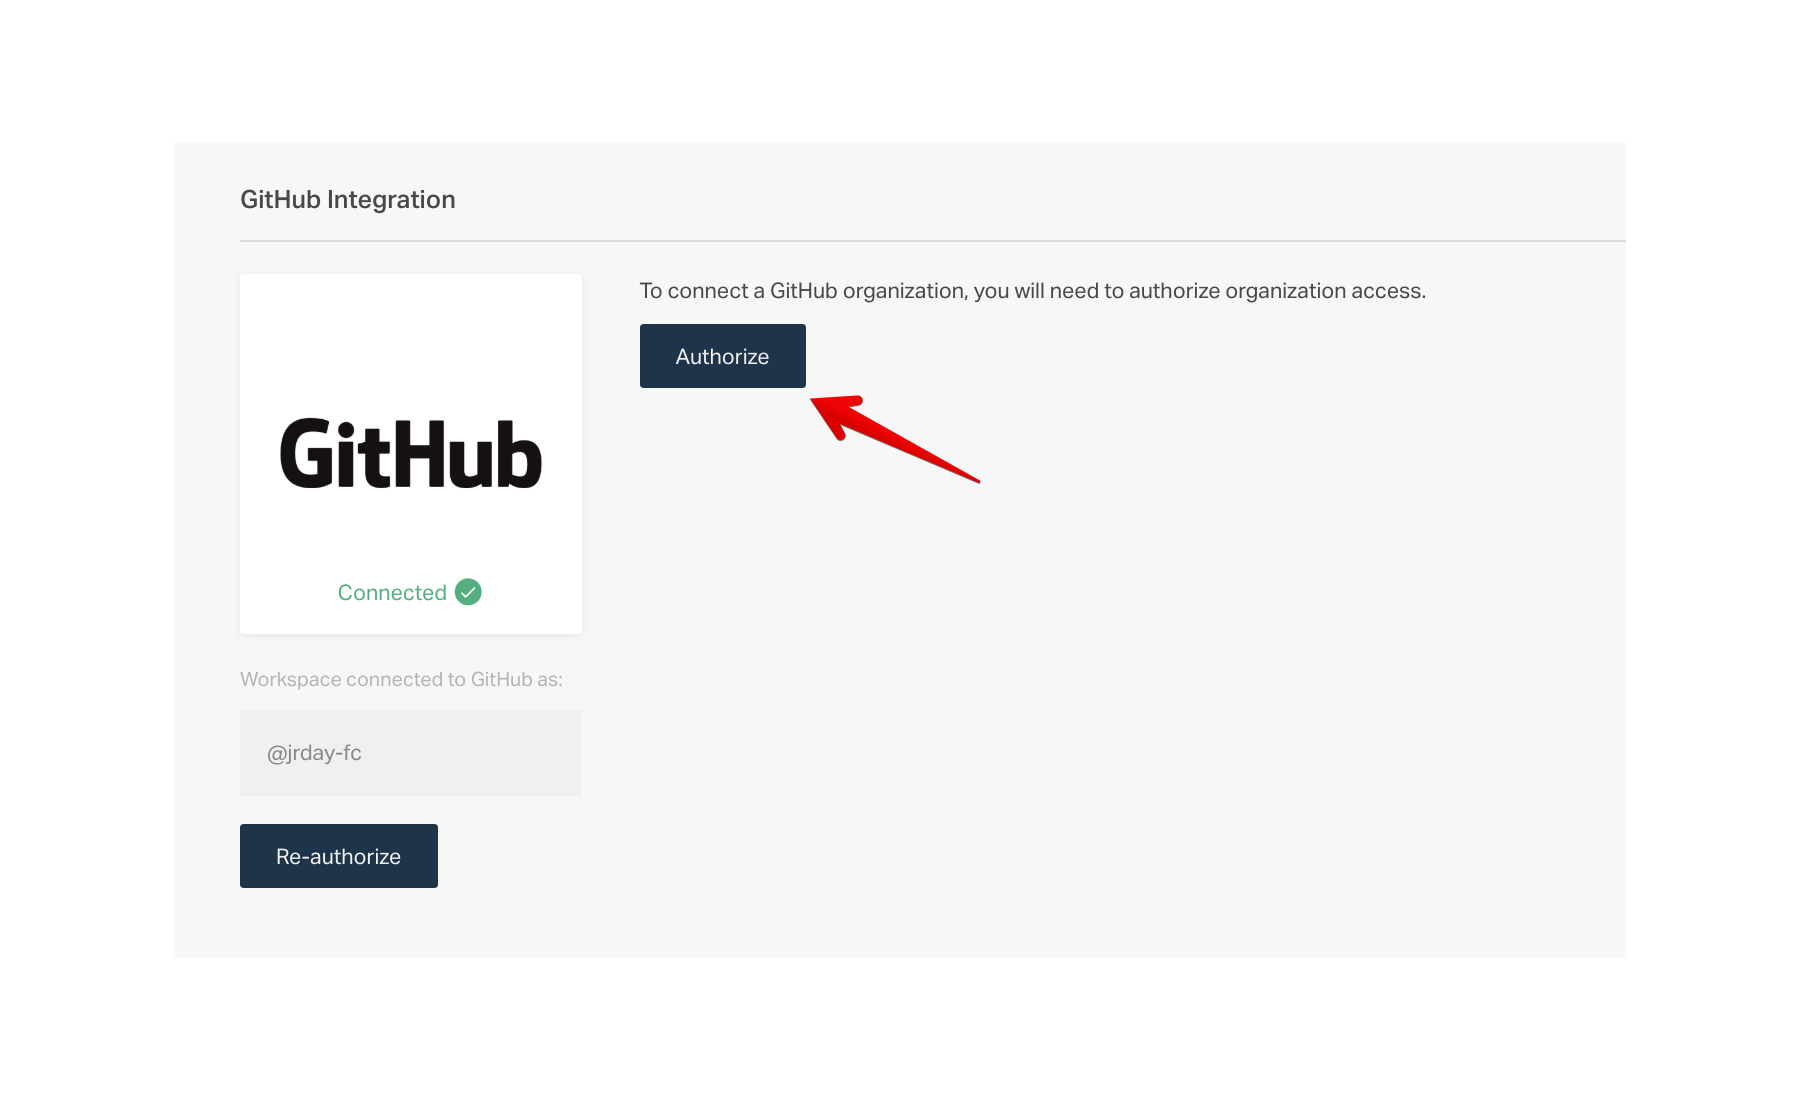 GitHub Integration
To connect a GitHub organization, you will need to authorize organization access.
Authorize
GitHub
Connected
Workspace connected to GitHub as:
@jrday-fc
Re-authorize